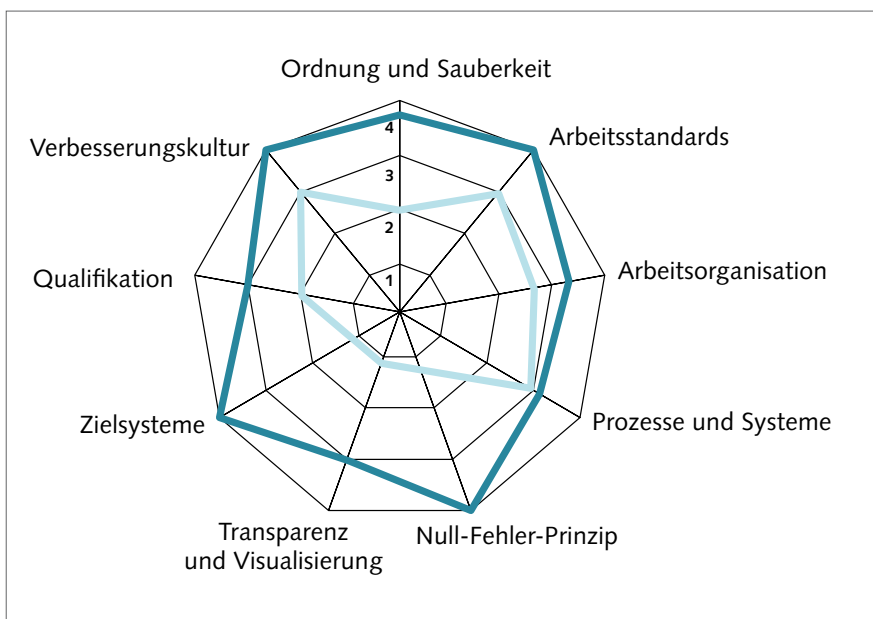 Ordnung und Sauberkeit
Verbesserungskultur
4
Arbeitsstandards
3
2
Qualifikation
1
Arbeitsorganisation
Zielsysteme
Prozesse und Systeme
Transparenz
und Visualisierung
Null-Fehler-Prinzip